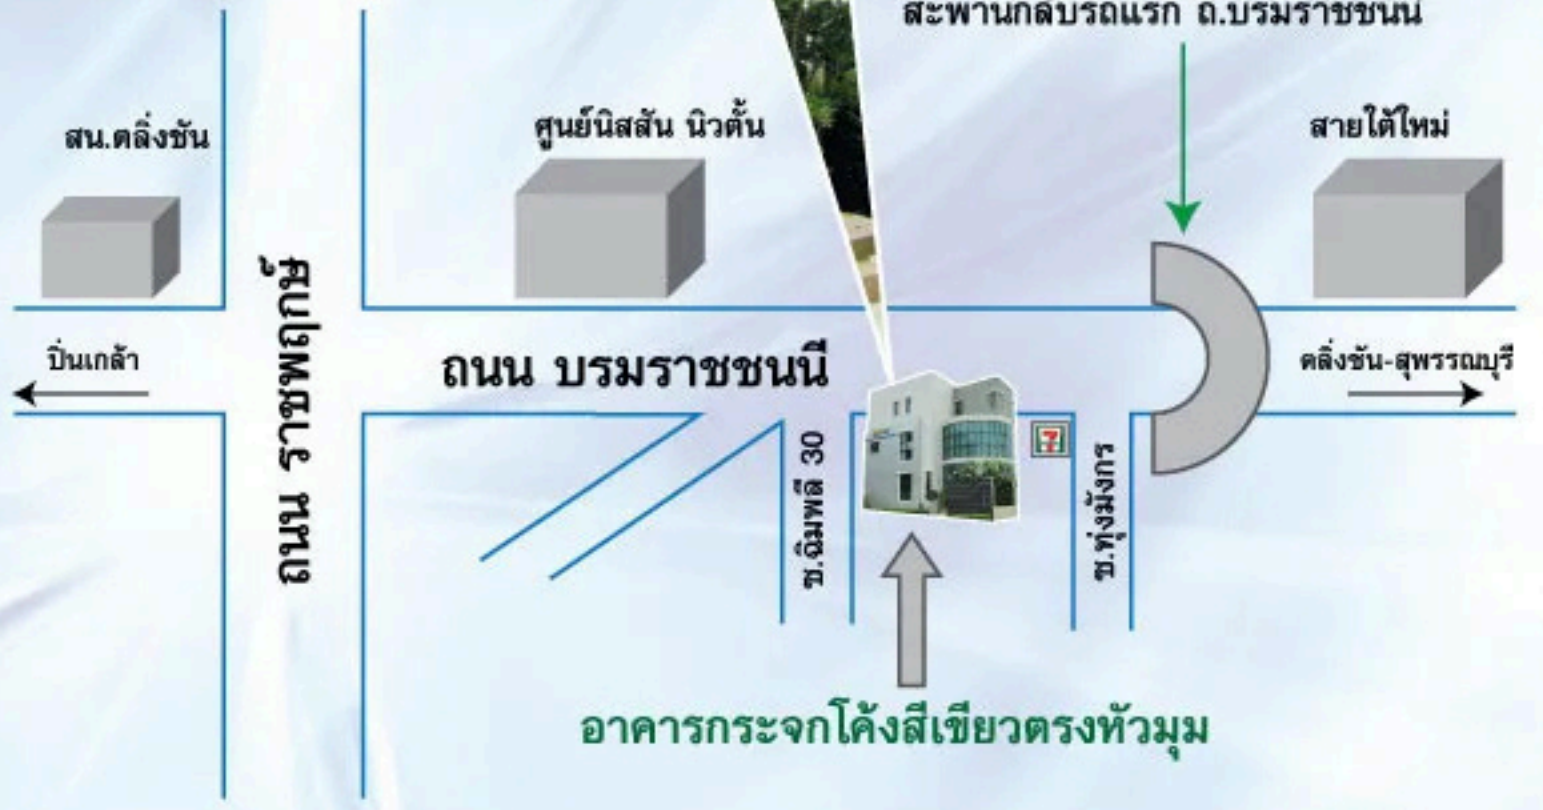 สะพานกลับรถแรก ถ.บรมราชชนนี
สน.ตลิ่งชัน
ศูนย์นิสสัน นิวตั้น
สายใต้ใหม่
ปิ่นเกล้า
ถนน ราชพฤกษ์
ถนน บรมราชชนนี
ตลิ่งชัน-สุพรรณบุรี
ซ.ฉิมพลี 30
7
ซ.ทุ่งมังกร
อาคารกระจกโค้งสีเขียวตรงหัวมุม